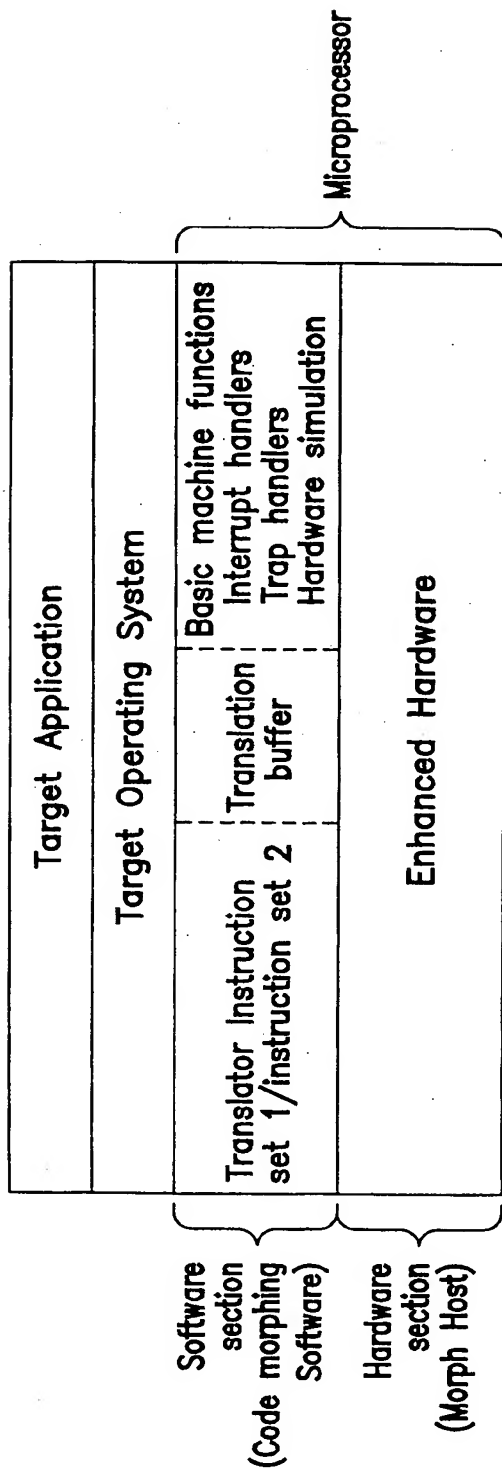 Target Application
Target Operating System
Software
section
(Code morphing
Software)
Translator Instruction
set 1/instruction set 2
Translation
buffer
Basic machine functions
Interrupt handlers
Trap handlers
Hardware simulation
Microprocessor
Hardware
section
(Morph Host)
Enhanced Hardware